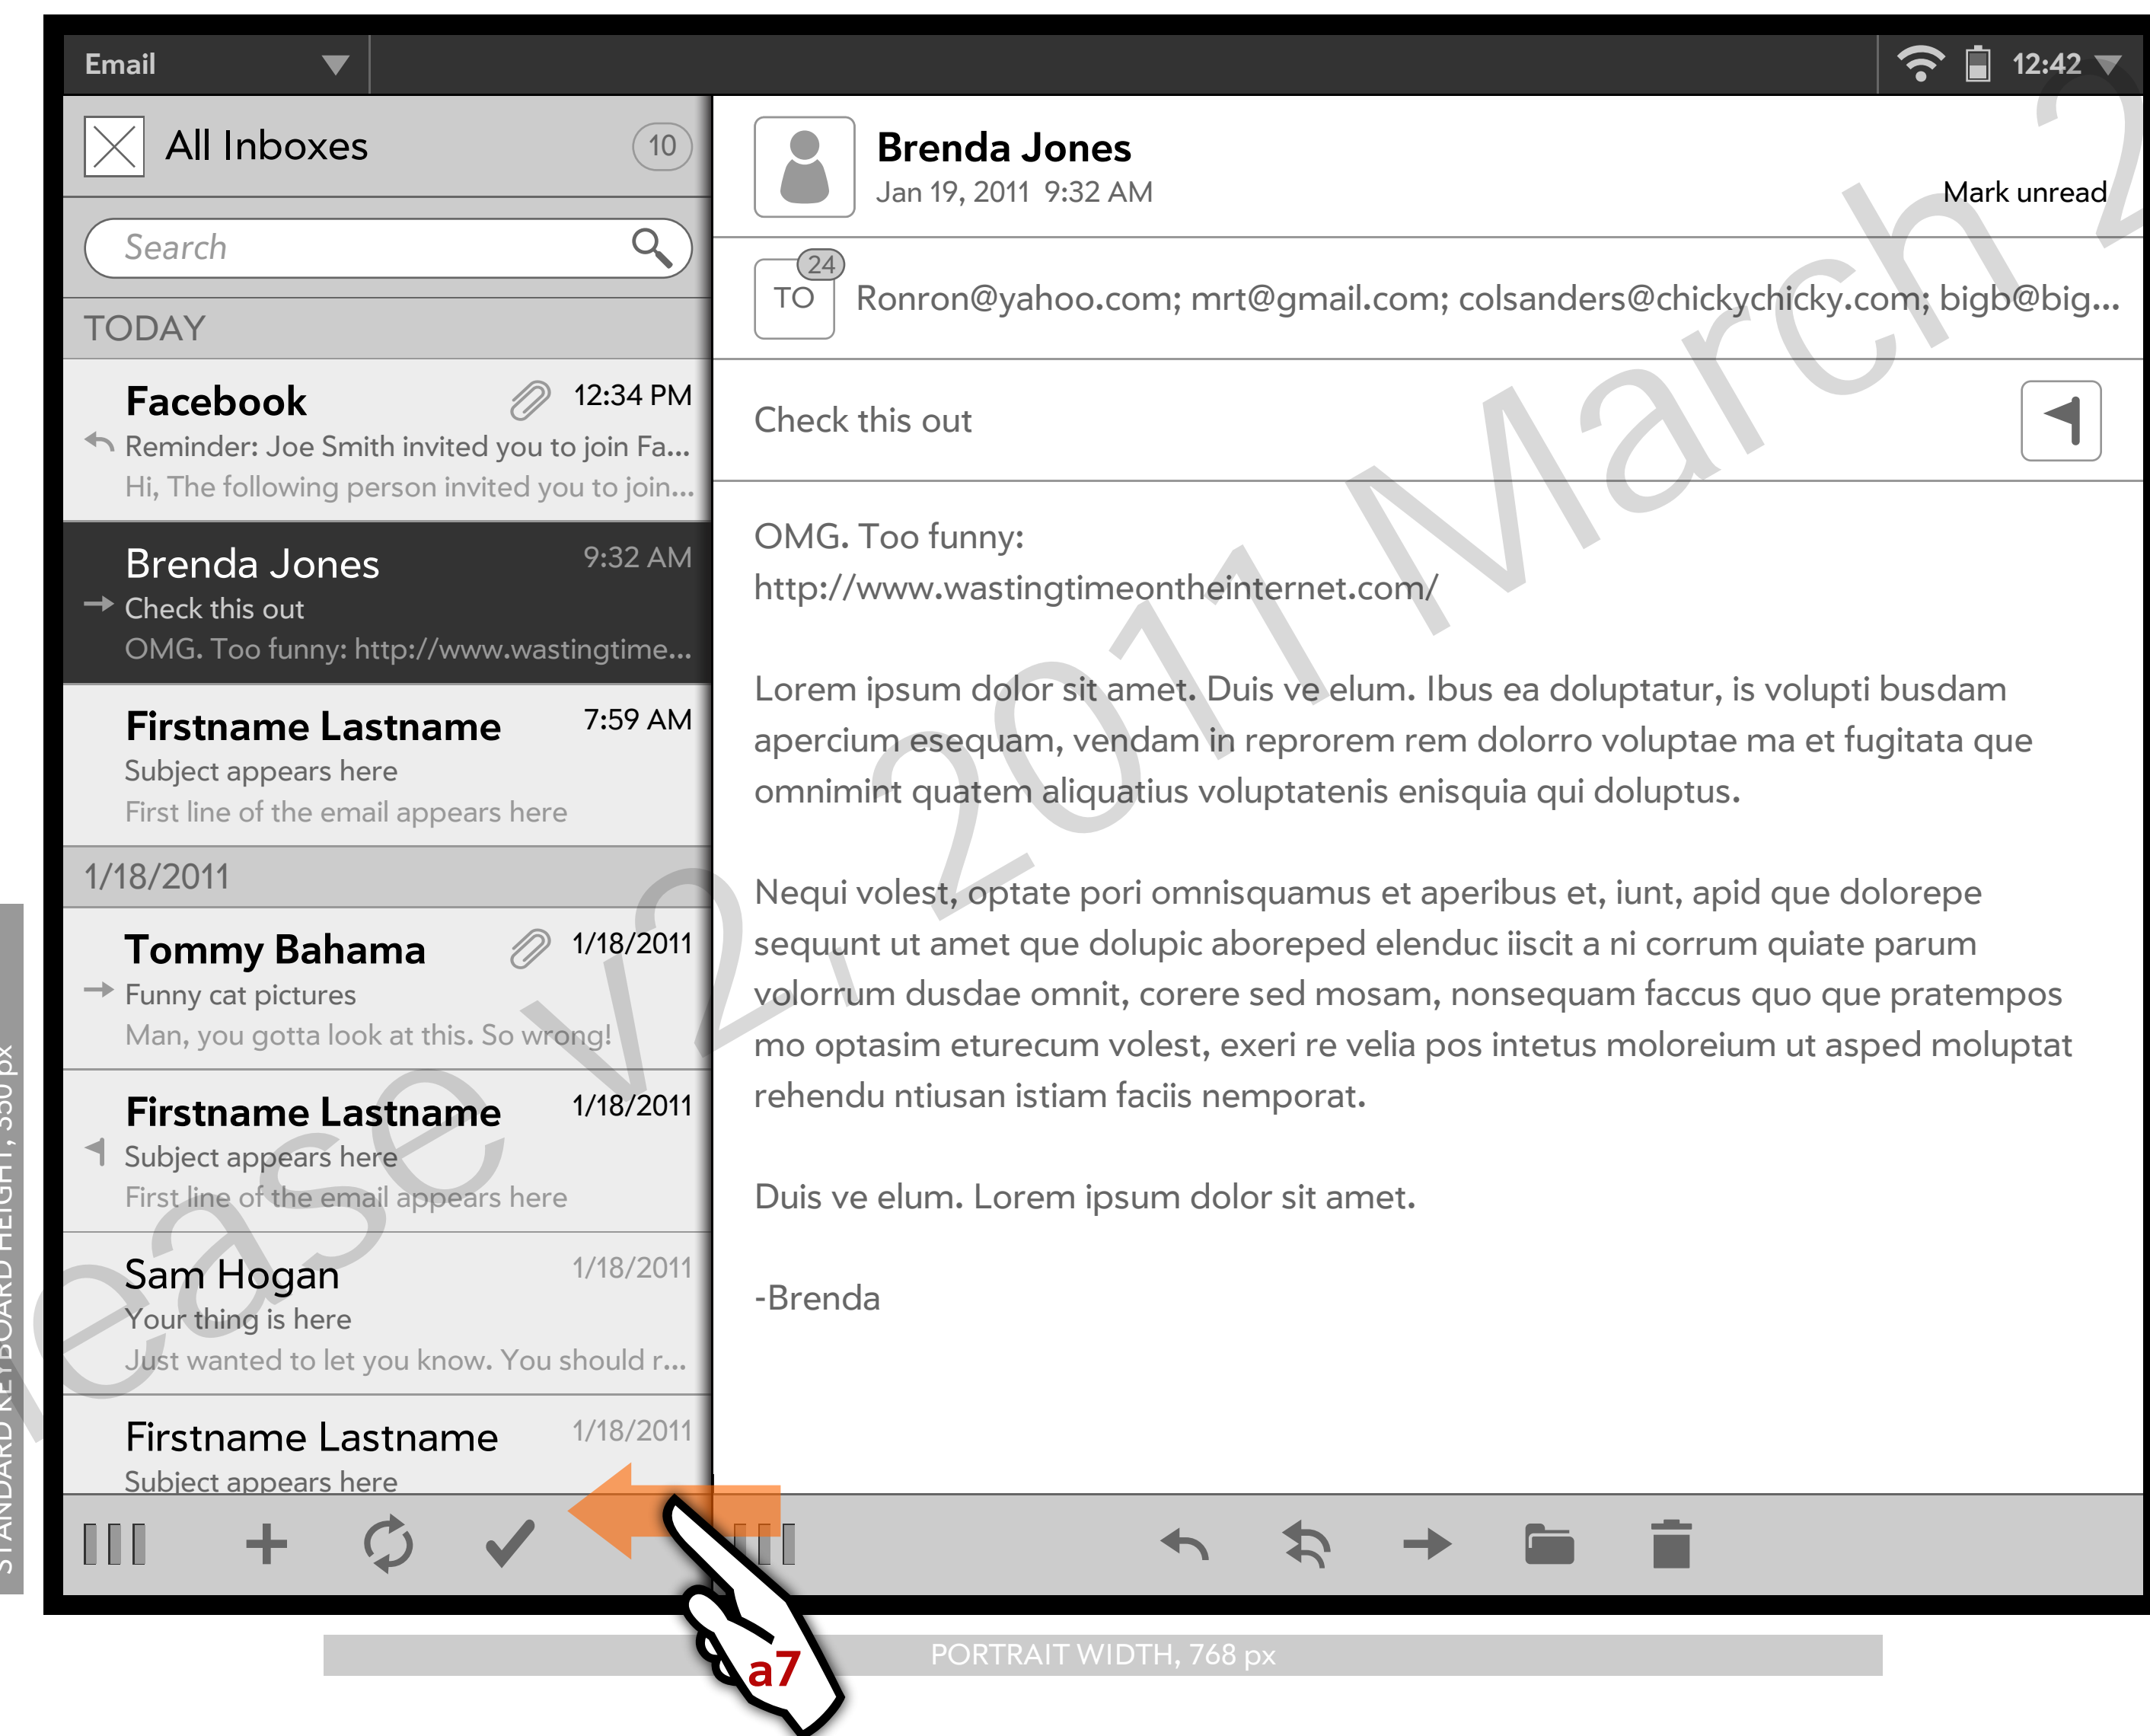 Email
12:42
All Inboxes
10
Search
TODAY
Facebook
12:34 PM
Reminder: Joe Smith invited you to join Fa...
Hi, The following person invited you to join...
Brenda Jones
9:32 AM
Check this out
OMG. Too funny: http://www.wastingtime...
Firstname Lastname
7:59 AM
Subject appears here
First line of the email appears here
1/18/2011
Tommy Bahama
1/18/2011
Funny cat pictures
Man, you gotta look at this. So wrong!
Firstname Lastname
1/18/2011
Subject appears here
First line of the email appears here
Sam Hogan
1/18/2011
Your thing is here
Just wanted to let you know. You should r...
Firstname Lastname
1/18/2011
Subject appears here
Brenda Jones
Jan 19, 2011 9:32 AM
Mark unread
24
TO
Ronron@yahoo.com; mrt@gmail.com; colsanders@chickychicky.com; bigb@big...
Check this out
OMG. Too funny:
http://www.wastingtimeontheinternet.com/
Lorem ipsum dolor sit amet. Duis ve elum. Ibus ea doluptatur, is volupti busdam
apercium esequam, vendam in reprorem rem dolorro voluptae ma et fugitata que
omnimint quatem aliquatius voluptatenis enisquia qui doluptus.
Nequi volest, optate pori omnisquamus et aperibus et, iunt, apid que dolorepe
sequunt ut amet que dolupic aboreped elenduc iiscit a ni corrum quiate parum
volorrum dusdae omnit, corere sed mosam, nonsequam faccus quo que pratempos
mo optasim eturecum volest, exeri re velia pos intetus moloreium ut asped moluptat
rehendu ntiusan istiam faciis nemporat.
Duis ve elum. Lorem ipsum dolor sit amet.
-Brenda
a7
PORTRAIT WIDTH, 768 px
STANDARD KEYBOARD HEIGHT, 350 px
ease v2, 2011 March 2